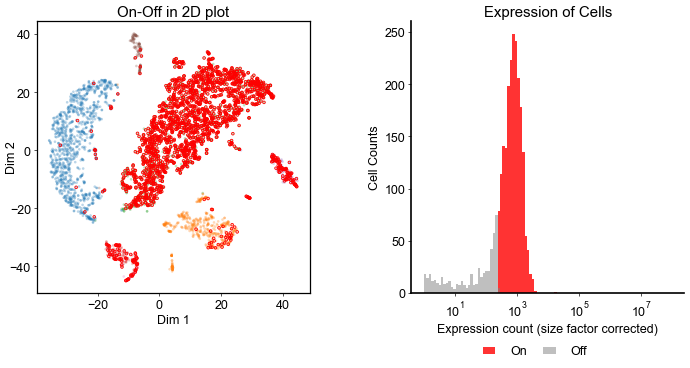 On-Off in 2D plot
40
20
0
−20
−40
Dim 2
−20
0
20
40
Dim 1
Expression of Cells
250
200
150
100
50
0
Cell Counts
10^1
10^3
10^5
10^7
Expression count (size factor corrected)
On
Off